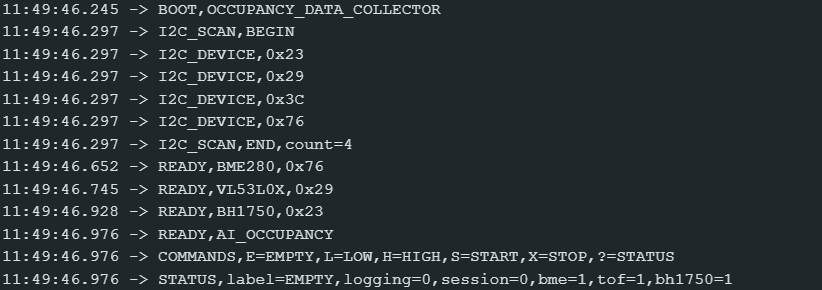 11:49:46.245 -> BOOT,OCCUPANCY_DATA_COLLECTOR
11:49:46.297 -> I2C_SCAN,BEGIN
11:49:46.297 -> I2C_DEVICE,0x23
11:49:46.297 -> I2C_DEVICE,0x29
11:49:46.297 -> I2C_DEVICE,0x3C
11:49:46.297 -> I2C_DEVICE,0x76
11:49:46.297 -> I2C_SCAN,END,count=4
11:49:46.652 -> READY,BME280,0x76
11:49:46.745 -> READY,VL53L0X,0x29
11:49:46.928 -> READY,BH1750,0x23
11:49:46.976 -> READY,AI_OCCUPANCY
11:49:46.976 -> COMMANDS,E=EMPTY,L=LOW,H=HIGH,S=START,X=STOP,?=STATUS
11:49:46.976 -> STATUS,label=EMPTY,logging=0,session=0,bme=1,tof=1,bh1750=1